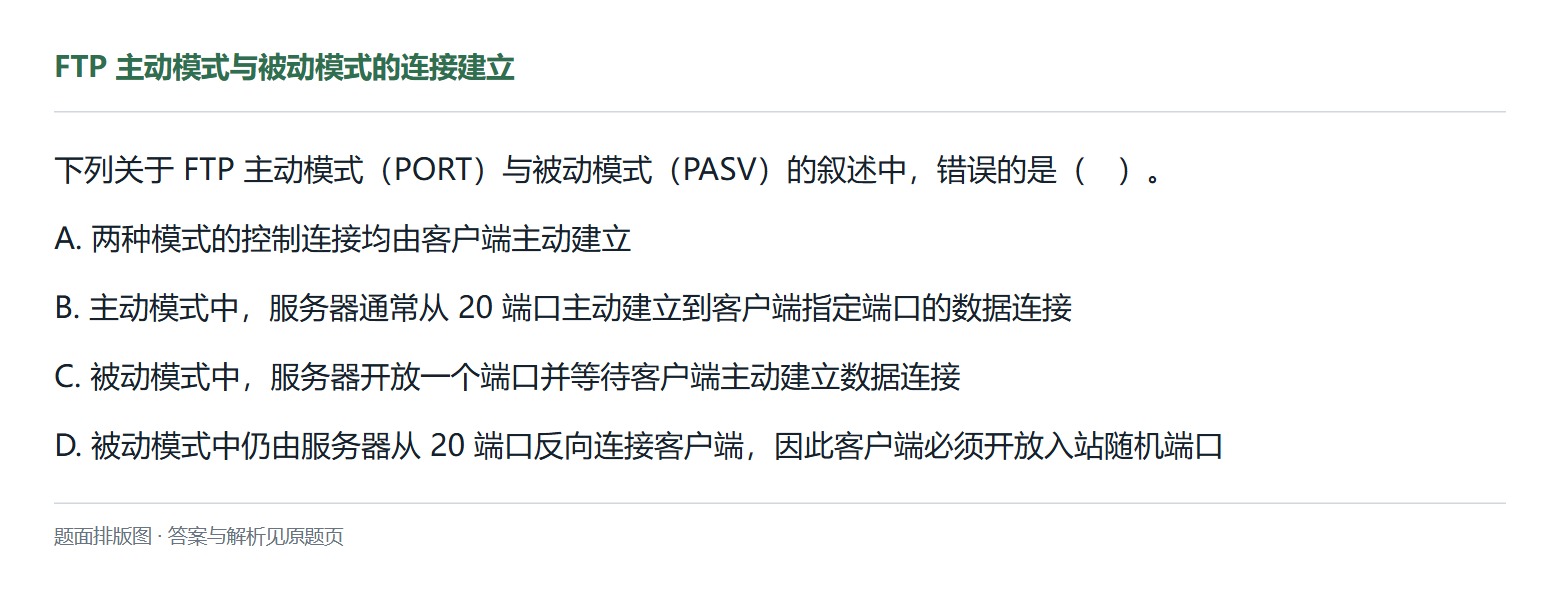 FTP 主动模式与被动模式的连接建立
下列关于 FTP 主动模式（PORT）与被动模式（PASV）的叙述中，错误的是（　）。
A. 两种模式的控制连接均由客户端主动建立
B. 主动模式中，服务器通常从 20 端口主动建立到客户端指定端口的数据连接
C. 被动模式中，服务器开放一个端口并等待客户端主动建立数据连接
D. 被动模式中仍由服务器从 20 端口反向连接客户端，因此客户端必须开放入站随机端口
题面排版图 · 答案与解析见原题页